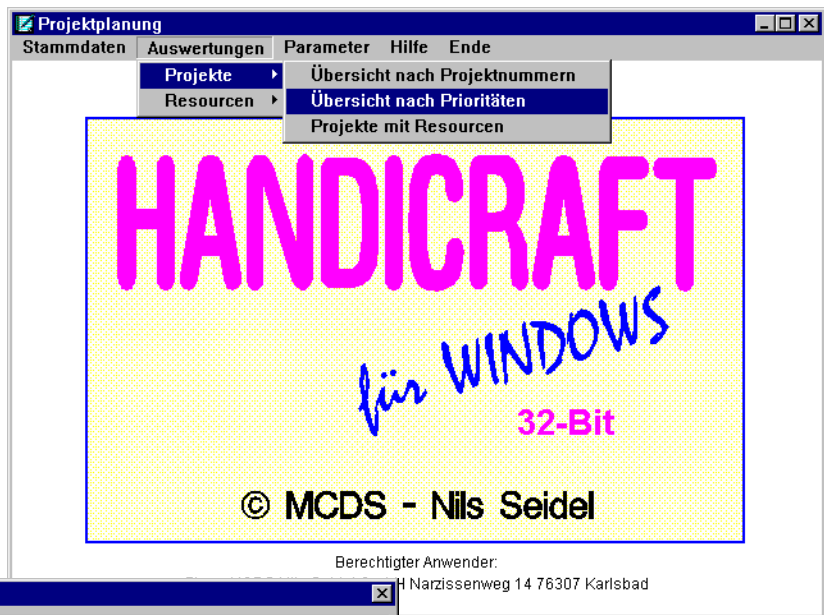 Projektplanung
Stammdaten Auswertungen Parameter Hilfe Ende
Projekte
Resourcen
Übersicht nach Projektnummern
Übersicht nach Prioritäten
Projekte mit Resourcen
HANDICRAFT
für WINDOWS
32-Bit
© MCDS - Nils Seidel
Berechtigter Anwender:
H Narzissenweg 14 76307 Karlsbad